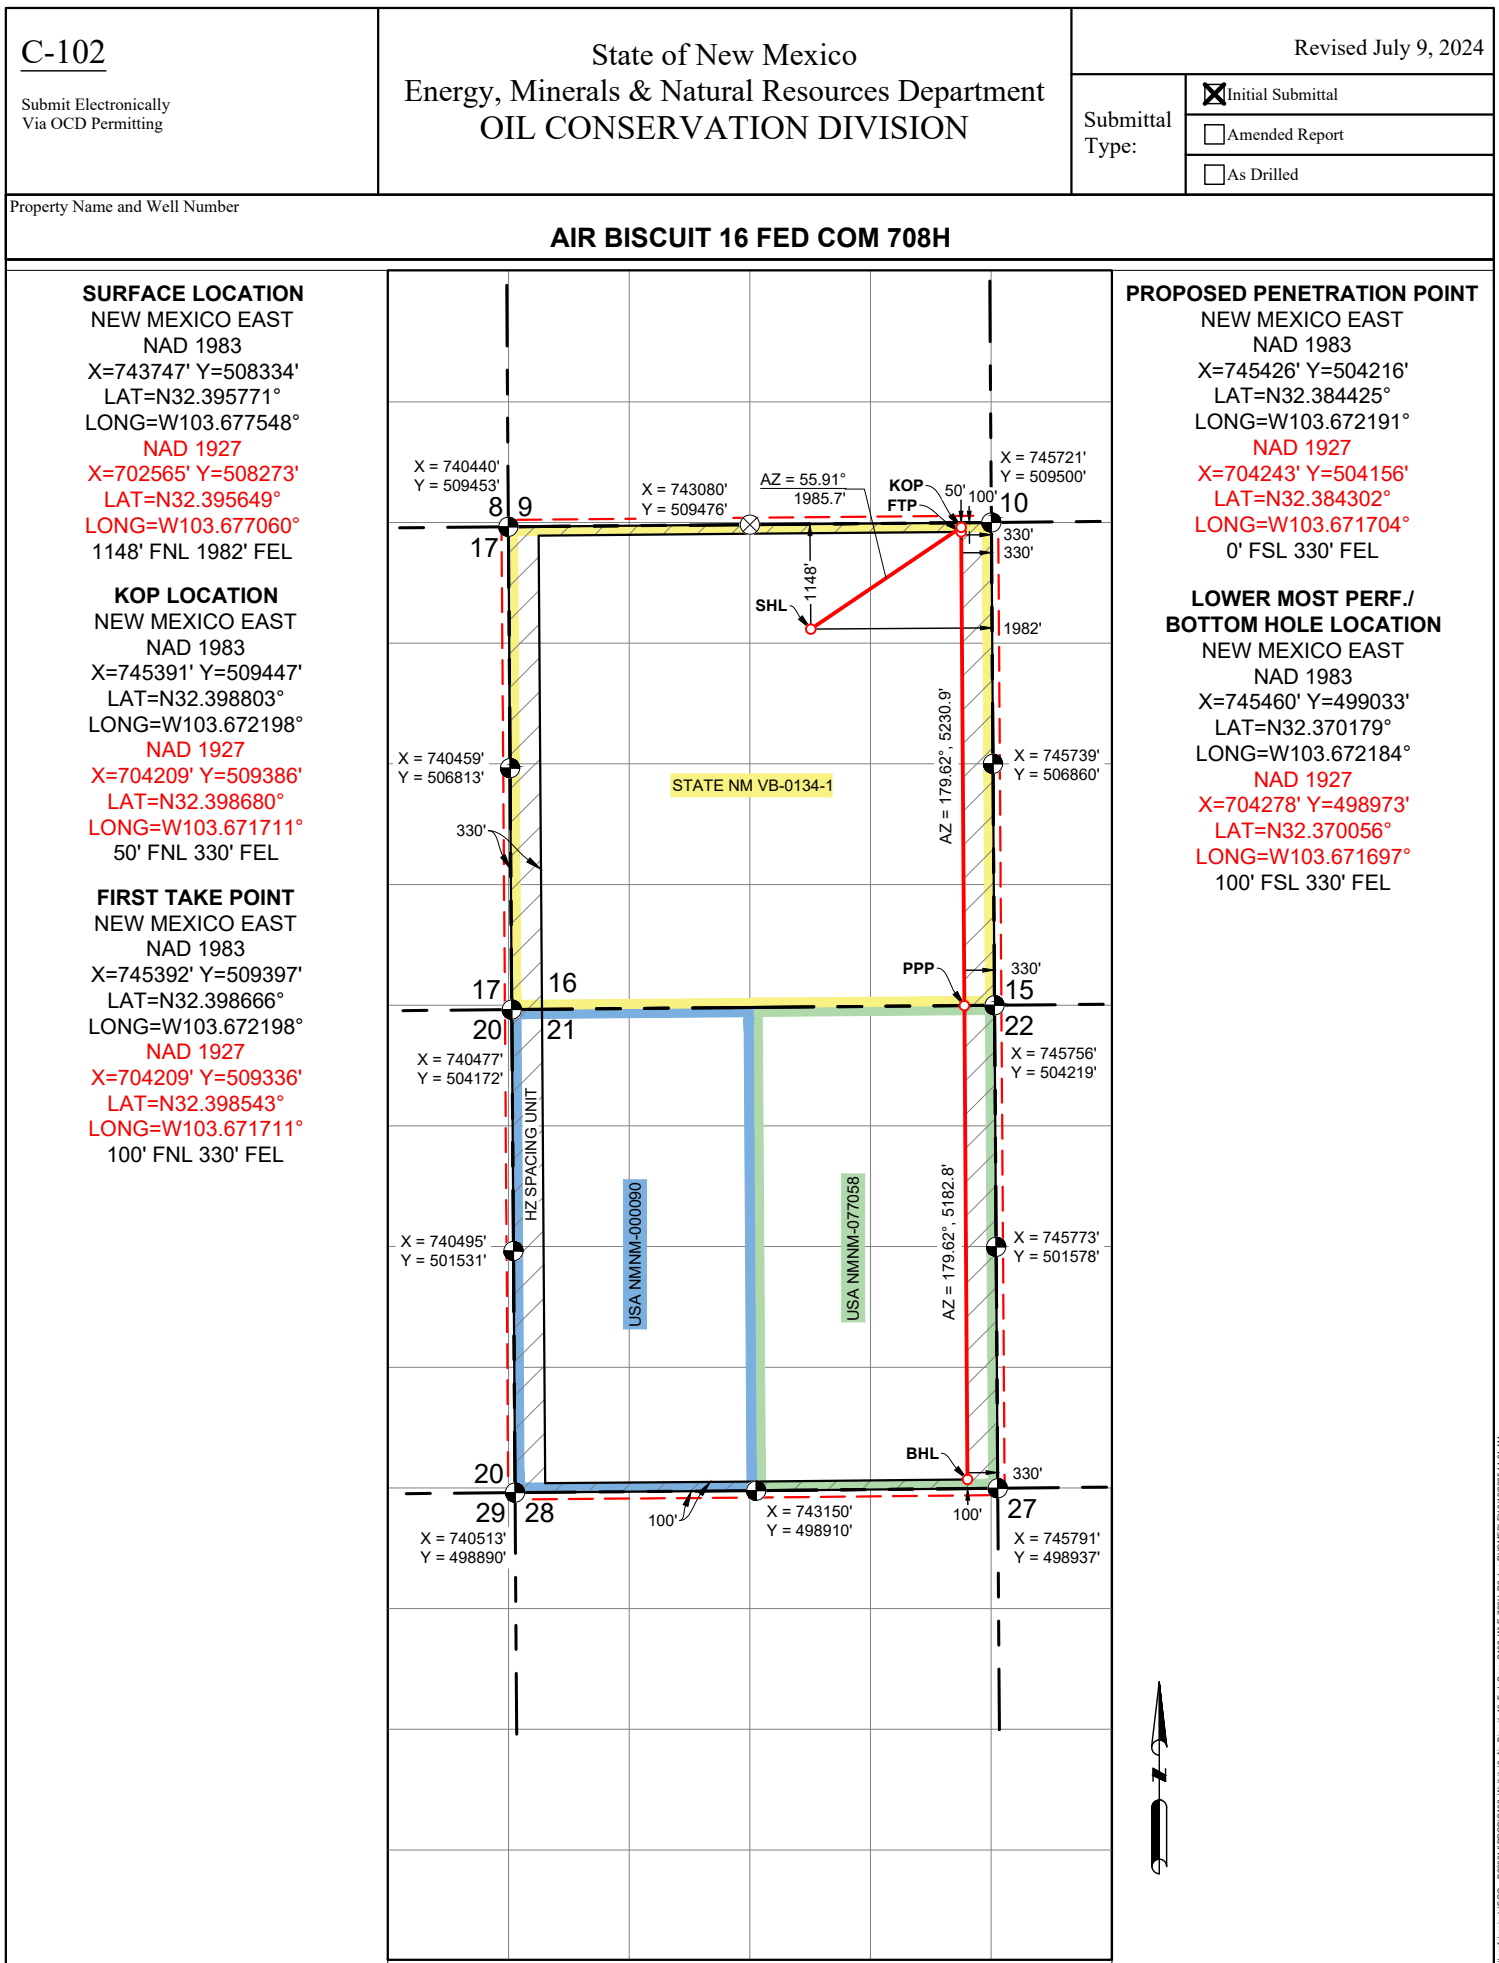 C-102
Submit Electronically
Via OCD Permitting
State of New Mexico
Energy, Minerals & Natural Resources Department
OIL CONSERVATION DIVISION
Revised July 9, 2024
Submittal
Type:
Initial Submittal
Amended Report
As Drilled
Property Name and Well Number
AIR BISCUIT 16 FED COM 708H
SURFACE LOCATION
NEW MEXICO EAST
NAD 1983
X=743747' Y=508334'
LAT=N32.395771°
LONG=W103.677548°
NAD 1927
X=702565' Y=508273'
LAT=N32.395649°
LONG=W103.677060°
1148' FNL 1982' FEL
KOP LOCATION
NEW MEXICO EAST
NAD 1983
X=745391' Y=509447'
LAT=N32.398803°
LONG=W103.672198°
NAD 1927
X=704209' Y=509386'
LAT=N32.398680°
LONG=W103.671711°
50' FNL 330' FEL
FIRST TAKE POINT
NEW MEXICO EAST
NAD 1983
X=745392' Y=509397'
LAT=N32.398666°
LONG=W103.672198°
NAD 1927
X=704209' Y=509336'
LAT=N32.398543°
LONG=W103.671711°
100' FNL 330' FEL
X = 740440'
Y = 509453'
X = 743080'
Y = 509476'
AZ = 55.91°
1985.7'
KOP
FTP
50'
100'
X = 745721'
Y = 509500'
8 9
10
17
330'
330'
1148'
SHL
1982'
X = 740459'
Y = 506813'
STATE NM VB-0134-1
AZ = 179.62°, 5230.9'
X = 745739'
Y = 506860'
330'
PPP
330'
17 16
15
20 21
22
X = 740477'
Y = 504172'
X = 745756'
Y = 504219'
HZ SPACING UNIT
USA NMNM-000090
USA NMNM-077058
AZ = 179.62°, 5182.8'
X = 740495'
Y = 501531'
X = 745773'
Y = 501578'
BHL
330'
20
29 28
27
100'
X = 743150'
Y = 498910'
100'
X = 740513'
Y = 498890'
X = 745791'
Y = 498937'
PROPOSED PENETRATION POINT
NEW MEXICO EAST
NAD 1983
X=745426' Y=504216'
LAT=N32.384425°
LONG=W103.672191°
NAD 1927
X=704243' Y=504156'
LAT=N32.384302°
LONG=W103.671704°
0' FSL 330' FEL
LOWER MOST PERF./
BOTTOM HOLE LOCATION
NEW MEXICO EAST
NAD 1983
X=745460' Y=499033'
LAT=N32.370179°
LONG=W103.672184°
NAD 1927
X=704278' Y=498973'
LAT=N32.370056°
LONG=W103.671697°
100' FSL 330' FEL
N